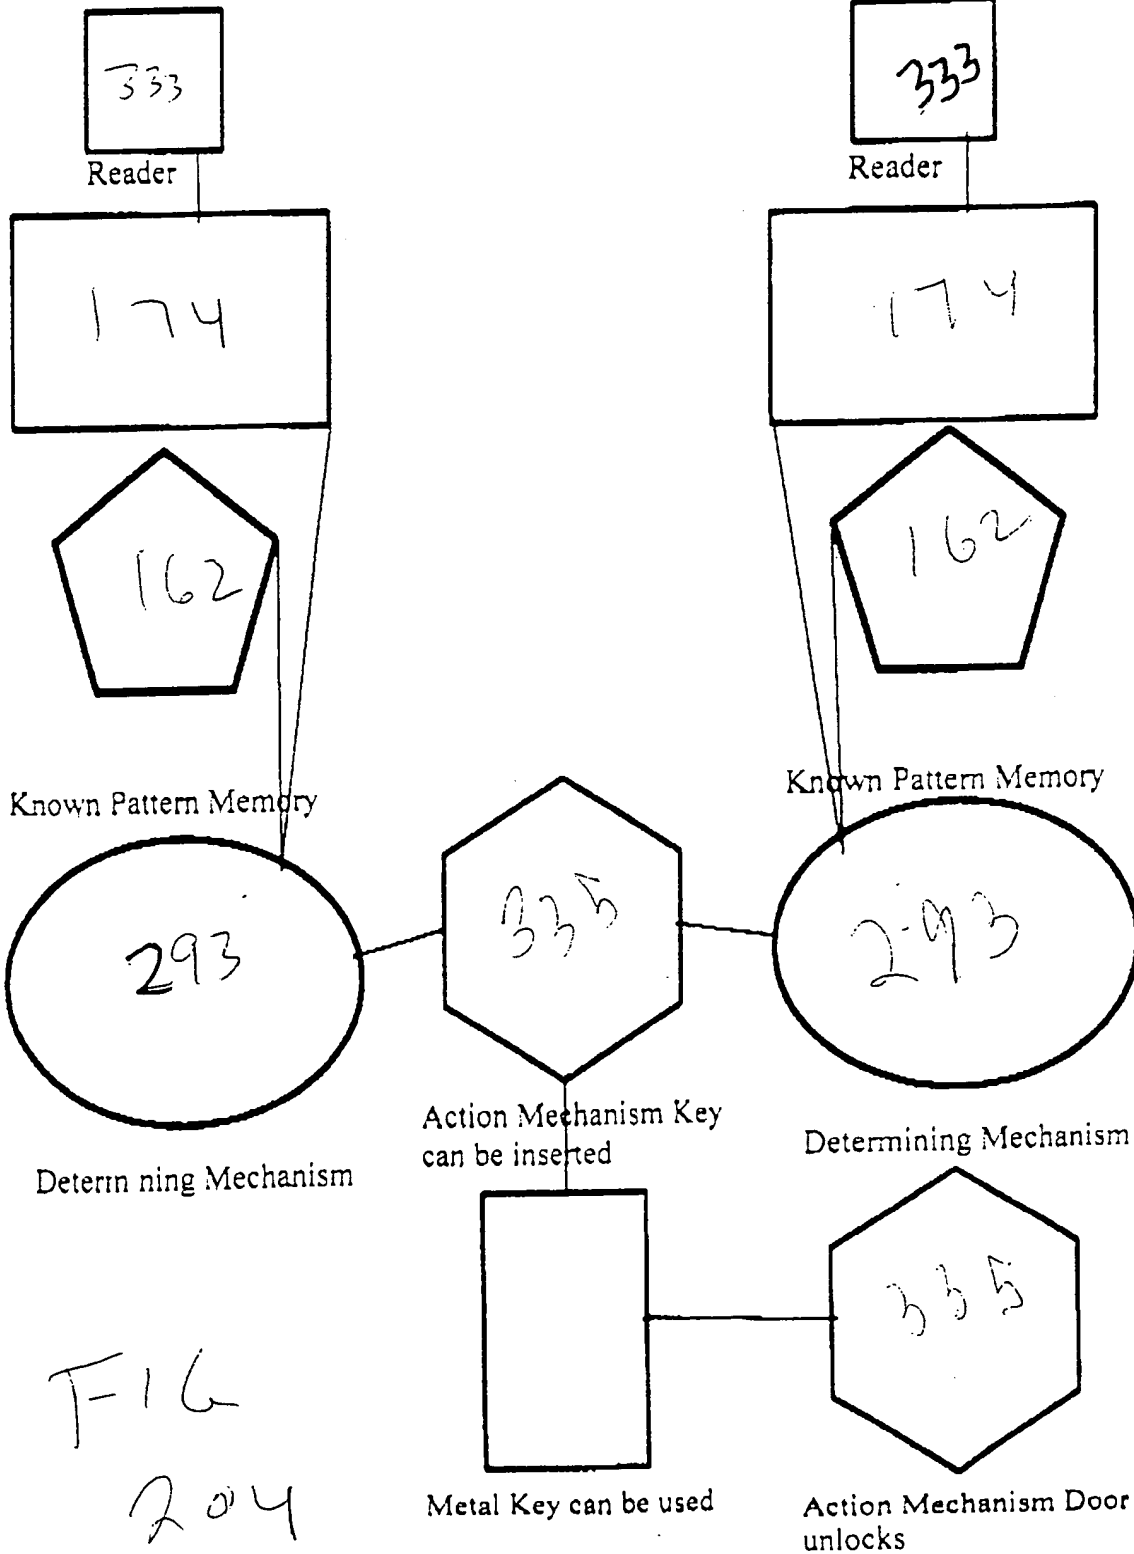 333
333
Reader
Reader
174
174
162
162
Known Pattern Memory
Known Pattern Memory
293
335
293
Action Mechanism Key
can be inserted
Determining Mechanism
Determ ning Mechanism
335
FIG
204
Metal Key can be used
Action Mechanism Door
unlocks